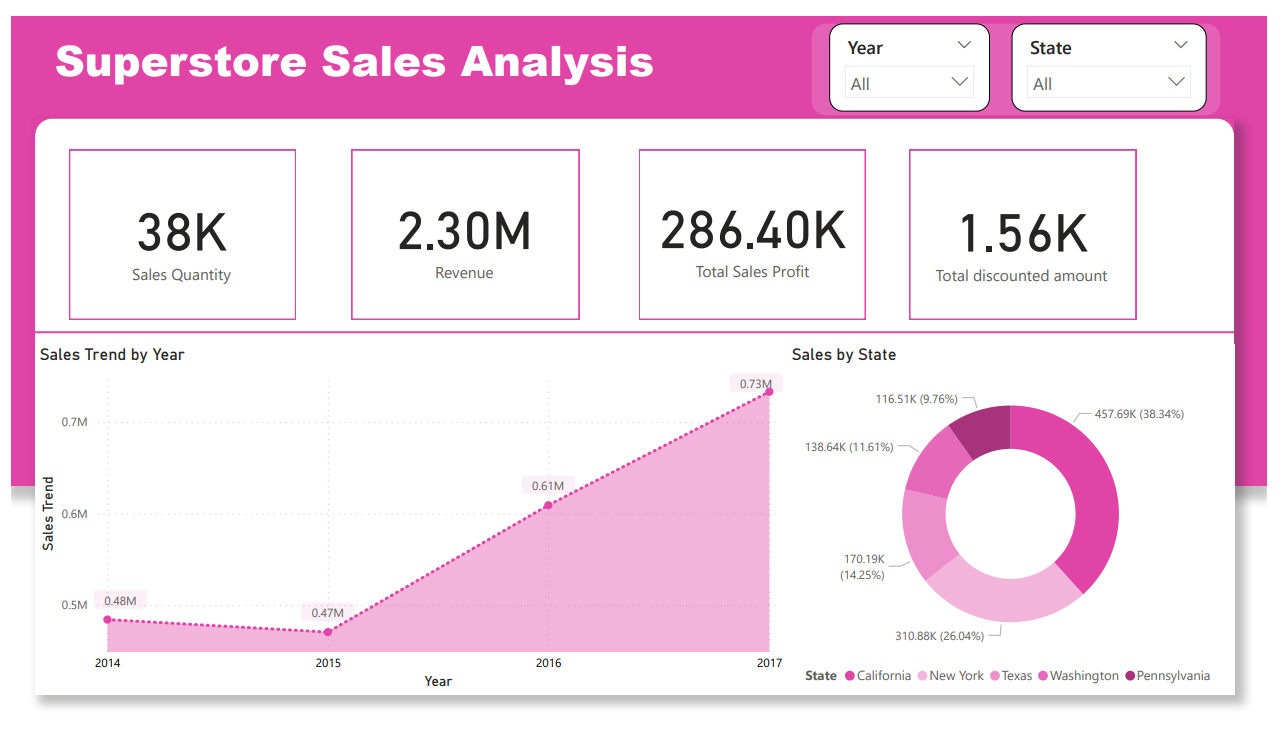 Superstore Sales Analysis
Year
All
State
All
38K
Sales Quantity
2.30M
Revenue
286.40K
Total Sales Profit
1.56K
Total discounted amount
Sales Trend by Year
Sales Trend
0.7M
0.6M
0.5M
0.48M
0.47M
0.61M
0.73M
2014
2015
2016
2017
Year
Sales by State
116.51K (9.76%)
457.69K (38.34%)
138.64K (11.61%)
170.19K
(14.25%)
310.88K (26.04%)
State California New York Texas Washington Pennsylvania